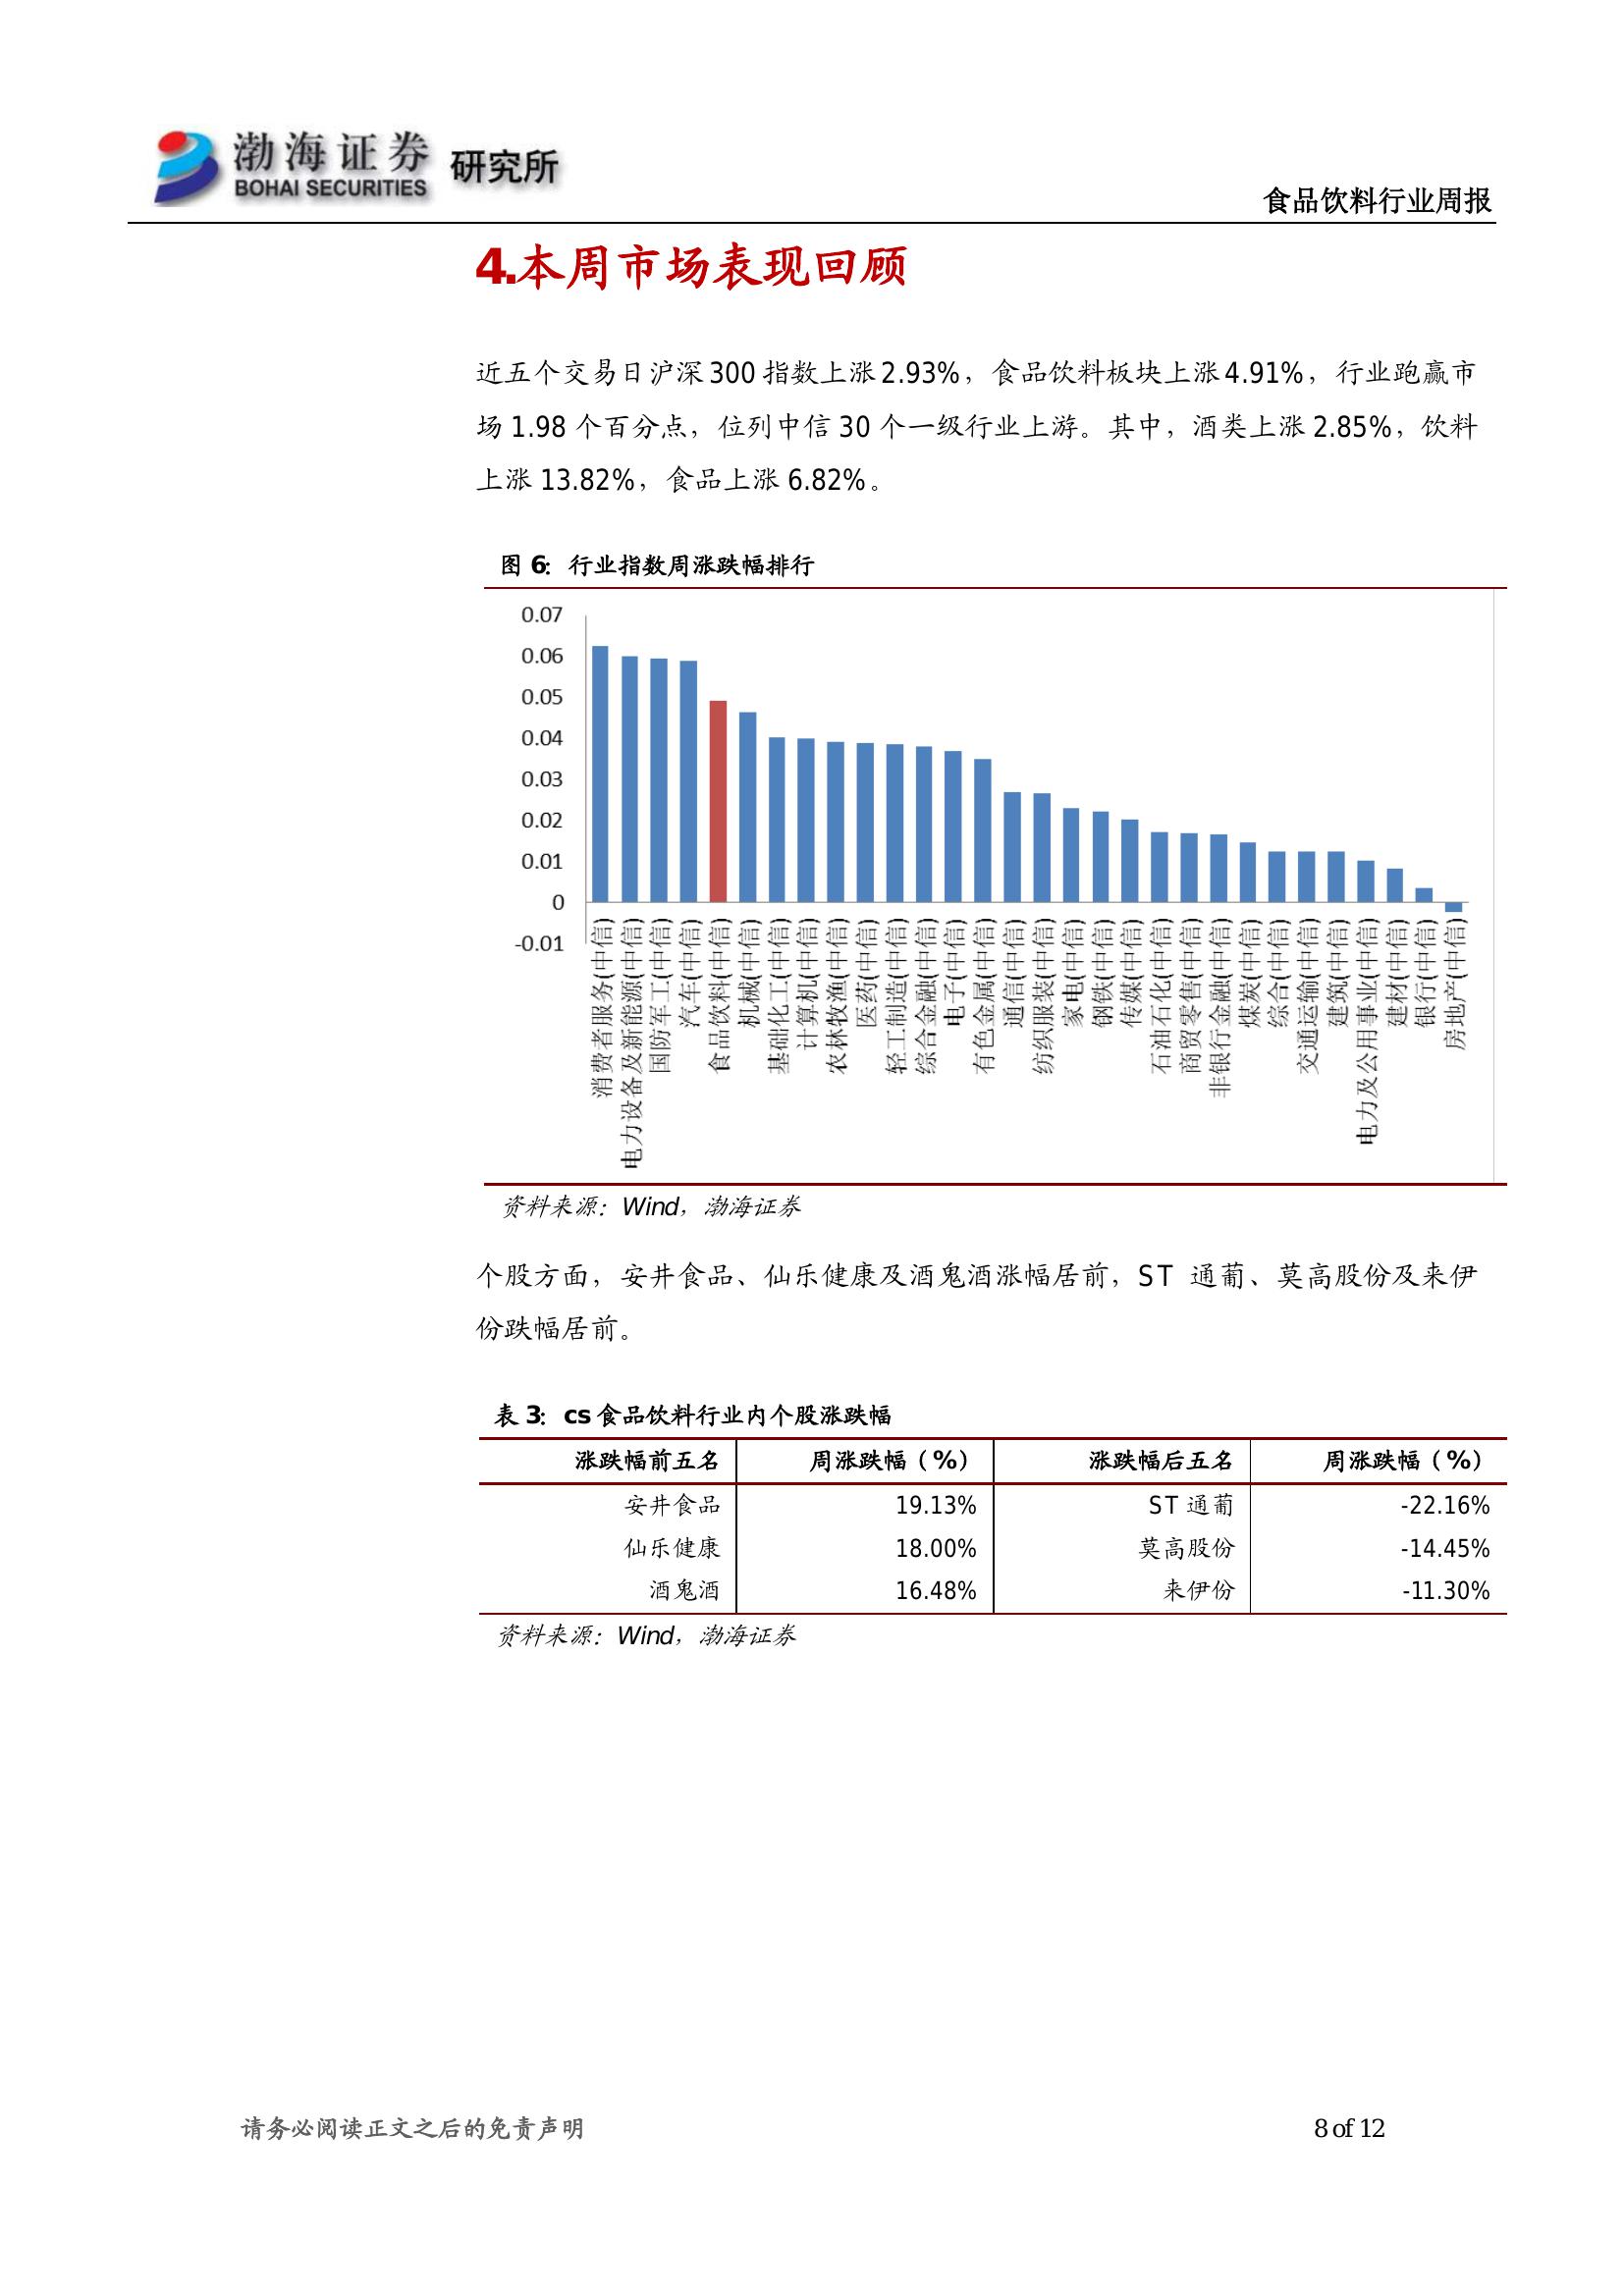 渤海证券 研究所
BOHAI SECURITIES
食品饮料行业周报
4.本周市场表现回顾
近五个交易日沪深 300 指数上涨 2.93%，食品饮料板块上涨 4.91%，行业跑赢市
场 1.98 个百分点，位列中信 30 个一级行业上游。其中，酒类上涨 2.85%，饮料
上涨 13.82%，食品上涨 6.82%。
图 6：行业指数周涨跌幅排行
0.07
0.06
0.05
0.04
0.03
0.02
0.01
0
-0.01
消费者服务(中信)
电力设备及新能源(中信)
国防军工(中信)
汽车(中信)
食品饮料(中信)
机械(中信)
基础化工(中信)
计算机(中信)
农林牧渔(中信)
医药(中信)
轻工制造(中信)
综合金融(中信)
电子(中信)
有色金属(中信)
通信(中信)
纺织服装(中信)
家电(中信)
钢铁(中信)
传媒(中信)
石油石化(中信)
商贸零售(中信)
非银行金融(中信)
煤炭(中信)
综合(中信)
交通运输(中信)
建筑(中信)
电力及公用事业(中信)
建材(中信)
银行(中信)
房地产(中信)
资料来源：Wind，渤海证券
个股方面，安井食品、仙乐健康及酒鬼酒涨幅居前，ST 通葡、莫高股份及来伊
份跌幅居前。
表 3：cs 食品饮料行业内个股涨跌幅
涨跌幅前五名 周涨跌幅（%） 涨跌幅后五名 周涨跌幅（%）
安井食品 19.13% ST 通葡 -22.16%
仙乐健康 18.00% 莫高股份 -14.45%
酒鬼酒 16.48% 来伊份 -11.30%
资料来源：Wind，渤海证券
请务必阅读正文之后的免责声明 8 of 12